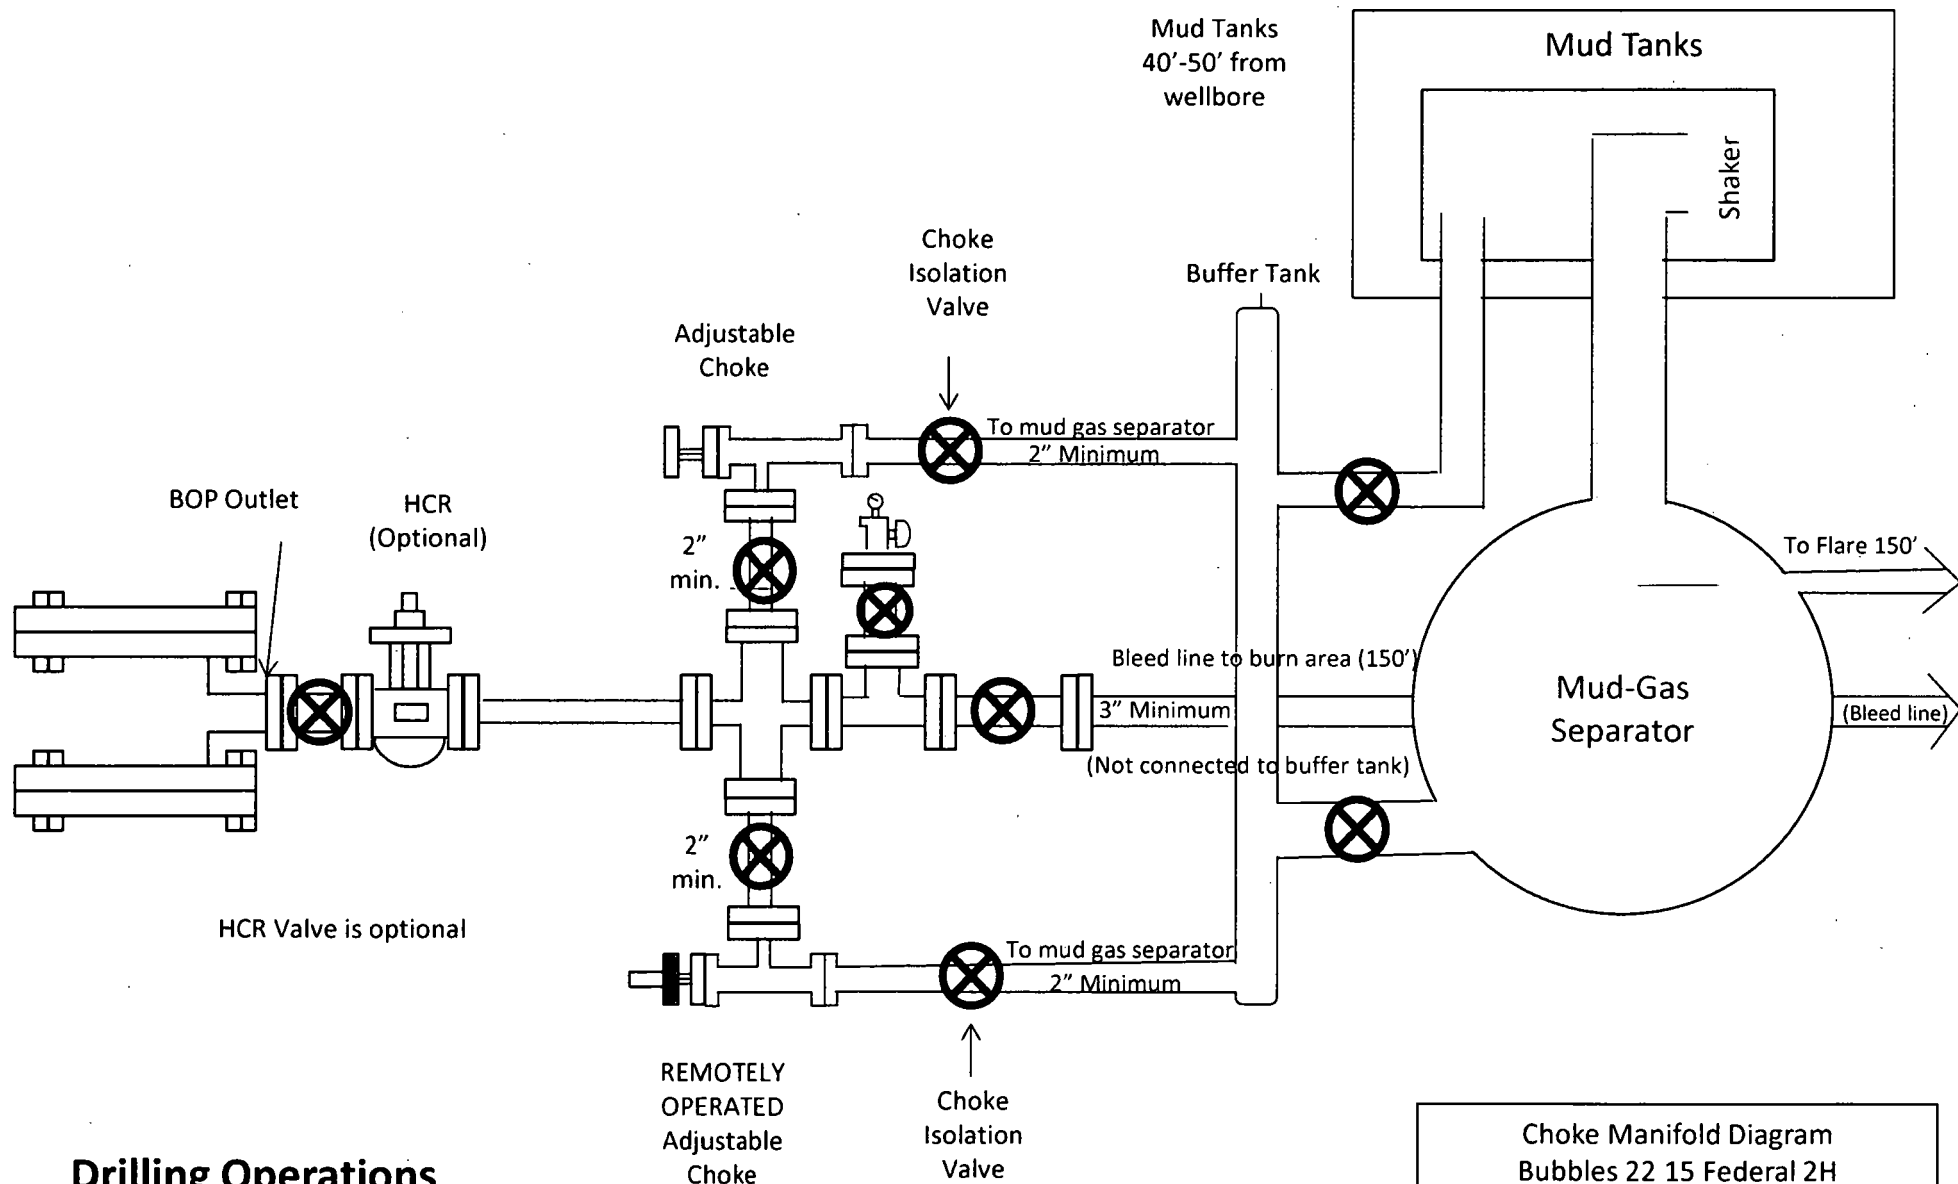 Mud Tanks
40'-50' from
wellbore
Mud Tanks
Shaker
Choke
Isolation
Valve
Buffer Tank
Adjustable
Choke
To mud gas separator
2" Minimum
BOP Outlet
HCR
(Optional)
2"
min.
To Flare 150'
Bleed line to burn area (150')
3" Minimum
(Not connected to buffer tank)
Mud-Gas
Separator
(Bleed line)
2"
min.
HCR Valve is optional
To mud gas separator
2" Minimum
REMOTELY
OPERATED
Adjustable
Choke
Choke
Isolation
Valve
Drilling Operations
Choke Manifold Diagram
Bubbles 22 15 Federal 2H